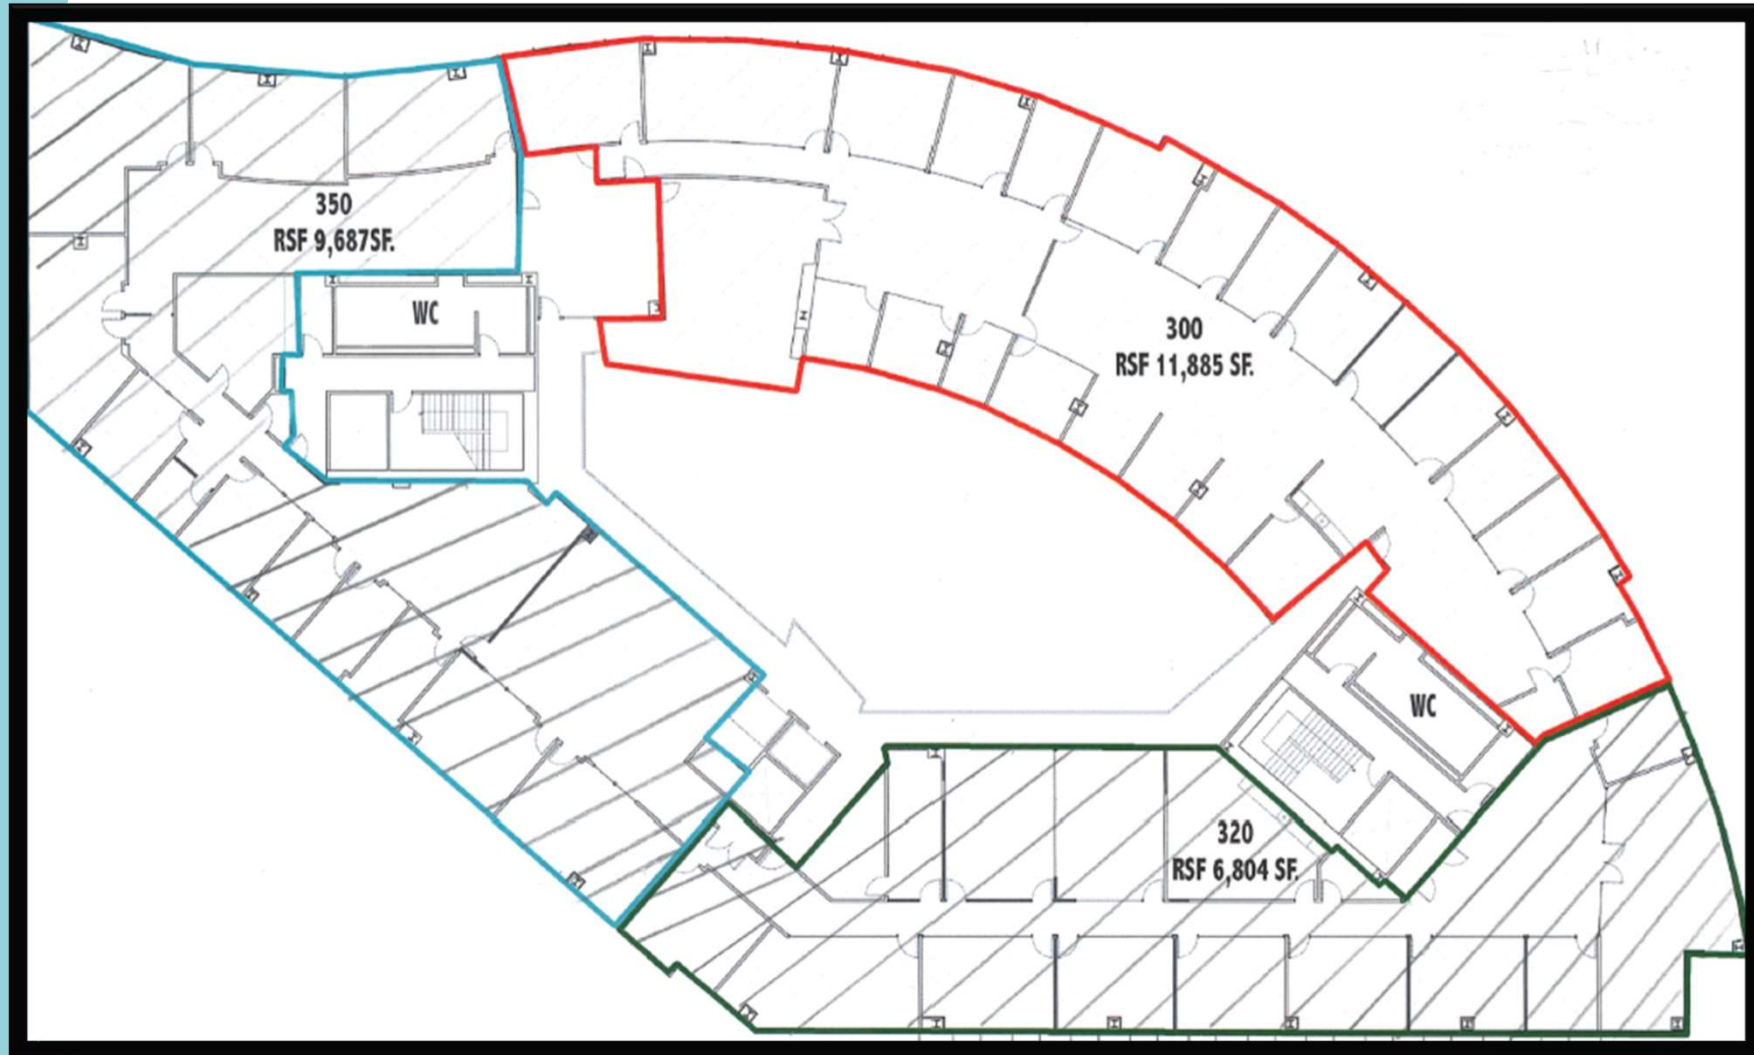 350
RSF 9,687SF.
WC
300
RSF 11,885 SF.
WC
320
RSF 6,804 SF.